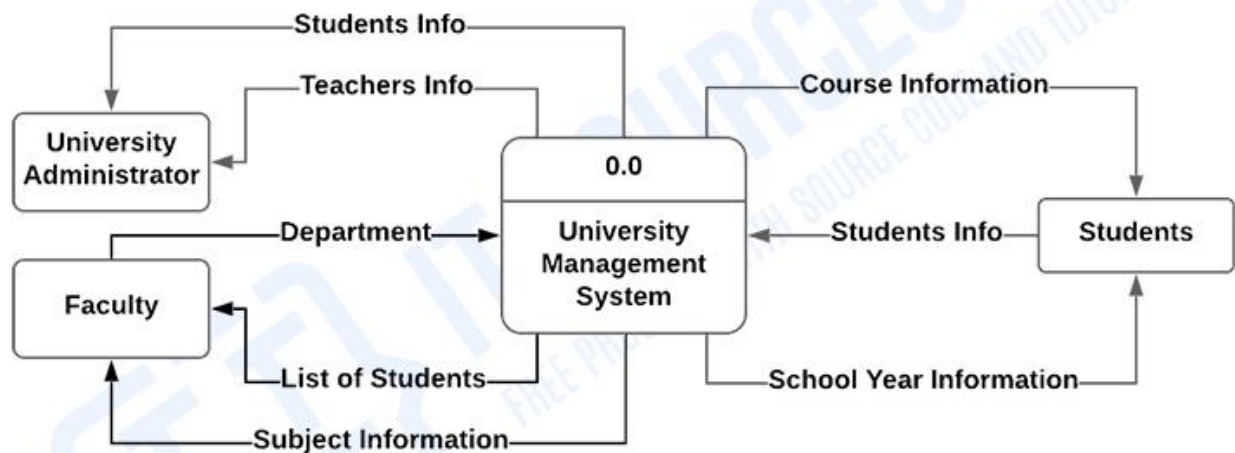 Students Info
Teachers Info
Course Information
University
Administrator
0.0
Department
University
Management
System
Students Info
Students
Faculty
List of Students
School Year Information
Subject Information